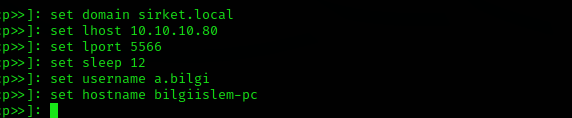 :p>>]: set domain sirket.local
:p>>]: set lhost 10.10.10.80
:p>>]: set lport 5566
:p>>]: set sleep 12
:p>>]: set username a.bilgi
:p>>]: set hostname bilgiislem-pc
:p>>]: